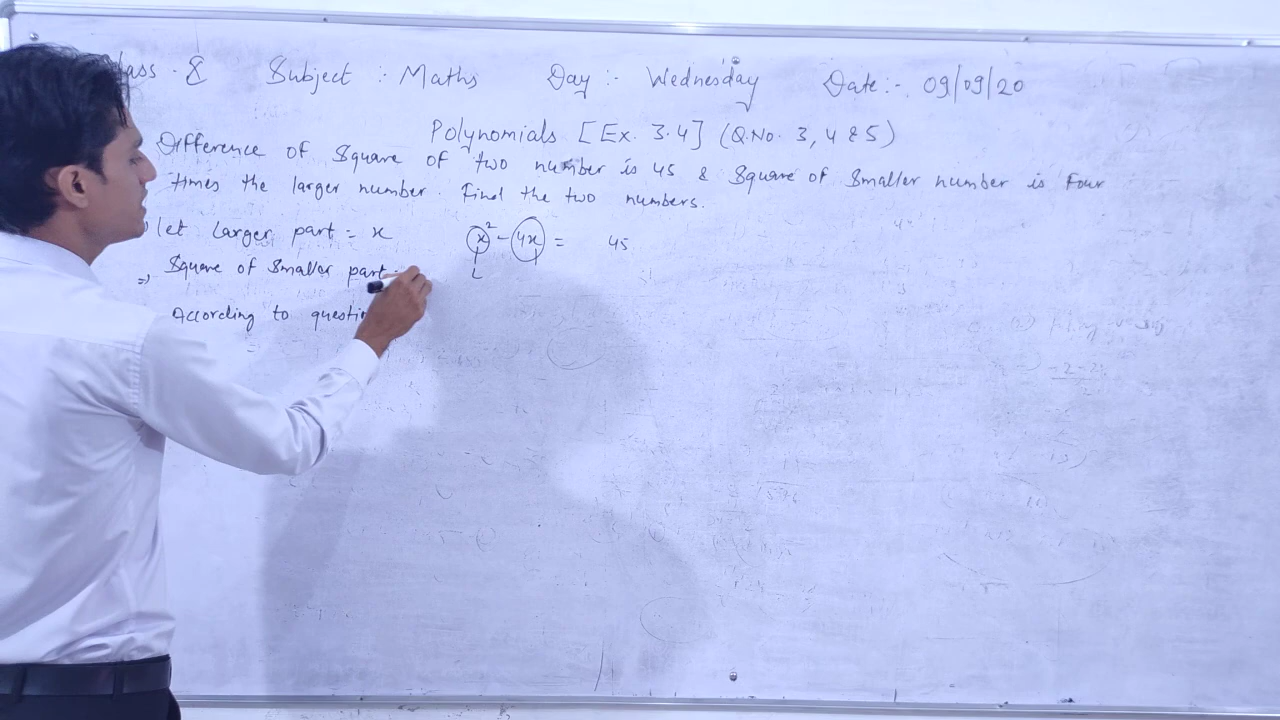 lass - 8 Subject :- Maths Day :- Wednesday Date :- 09/09/20
Polynomials [Ex. 3.4] (Q.No. 3, 4 & 5)
Difference of Square of two number is 45 & Square of Smaller number is Four
times the larger number. Find the two numbers.
let larger part = x x² - 4x = 45
L
=) Square of Smaller part
According to questi